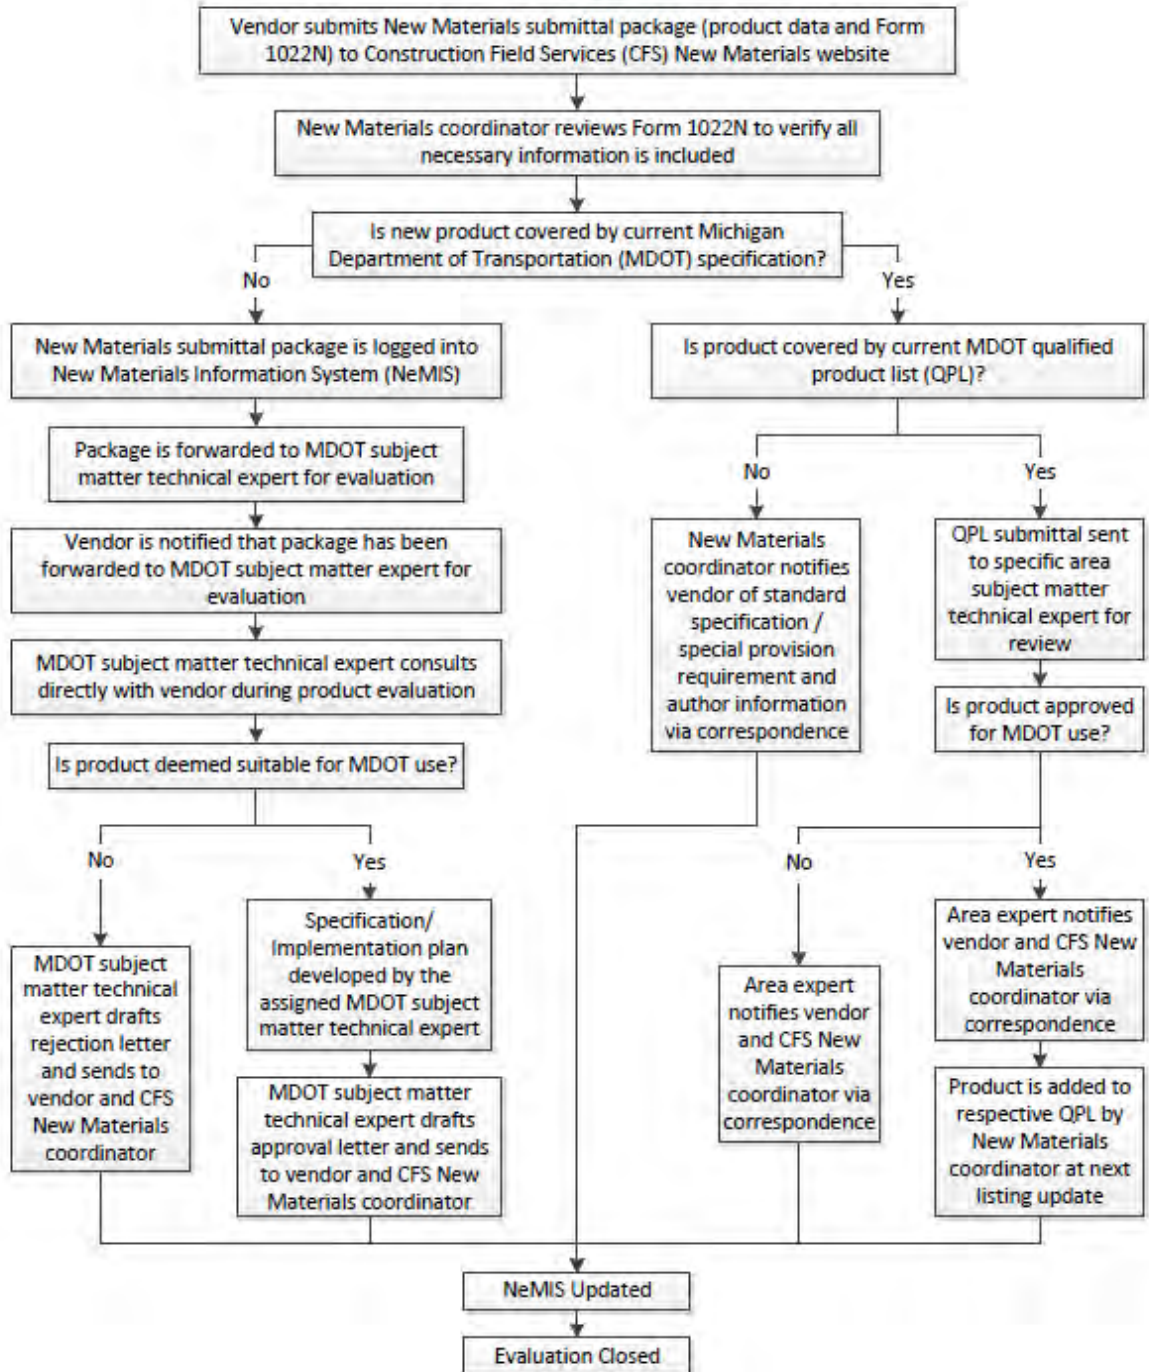 Vendor submits New Materials submittal package (product data and Form
1022N) to Construction Field Services (CFS) New Materials website
New Materials coordinator reviews Form 1022N to verify all
necessary information is included
Is new product covered by current Michigan
Department of Transportation (MDOT) specification?
No
Yes
New Materials submittal package is logged into
New Materials Information System (NeMIS)
Package is forwarded to MDOT subject
matter technical expert for evaluation
Vendor is notified that package has been
forwarded to MDOT subject matter expert for
evaluation
MDOT subject matter technical expert consults
directly with vendor during product evaluation
Is product deemed suitable for MDOT use?
No
Yes
MDOT subject
matter technical
expert drafts
rejection letter
and sends to
vendor and CFS
New Materials
coordinator
Specification/
Implementation plan
developed by the
assigned MDOT subject
matter technical expert
MDOT subject matter
technical expert drafts
approval letter and sends
to vendor and CFS New
Materials coordinator
Is product covered by current MDOT qualified
product list (QPL)?
No
Yes
New Materials
coordinator notifies
vendor of standard
specification /
special provision
requirement and
author information
via correspondence
QPL submittal sent
to specific area
subject matter
technical expert for
review
Is product approved
for MDOT use?
No
Yes
Area expert
notifies vendor
and CFS New
Materials
coordinator via
correspondence
Area expert notifies
vendor and CFS New
Materials
coordinator via
correspondence
Product is added to
respective QPL by
New Materials
coordinator at next
listing update
NeMIS Updated
Evaluation Closed